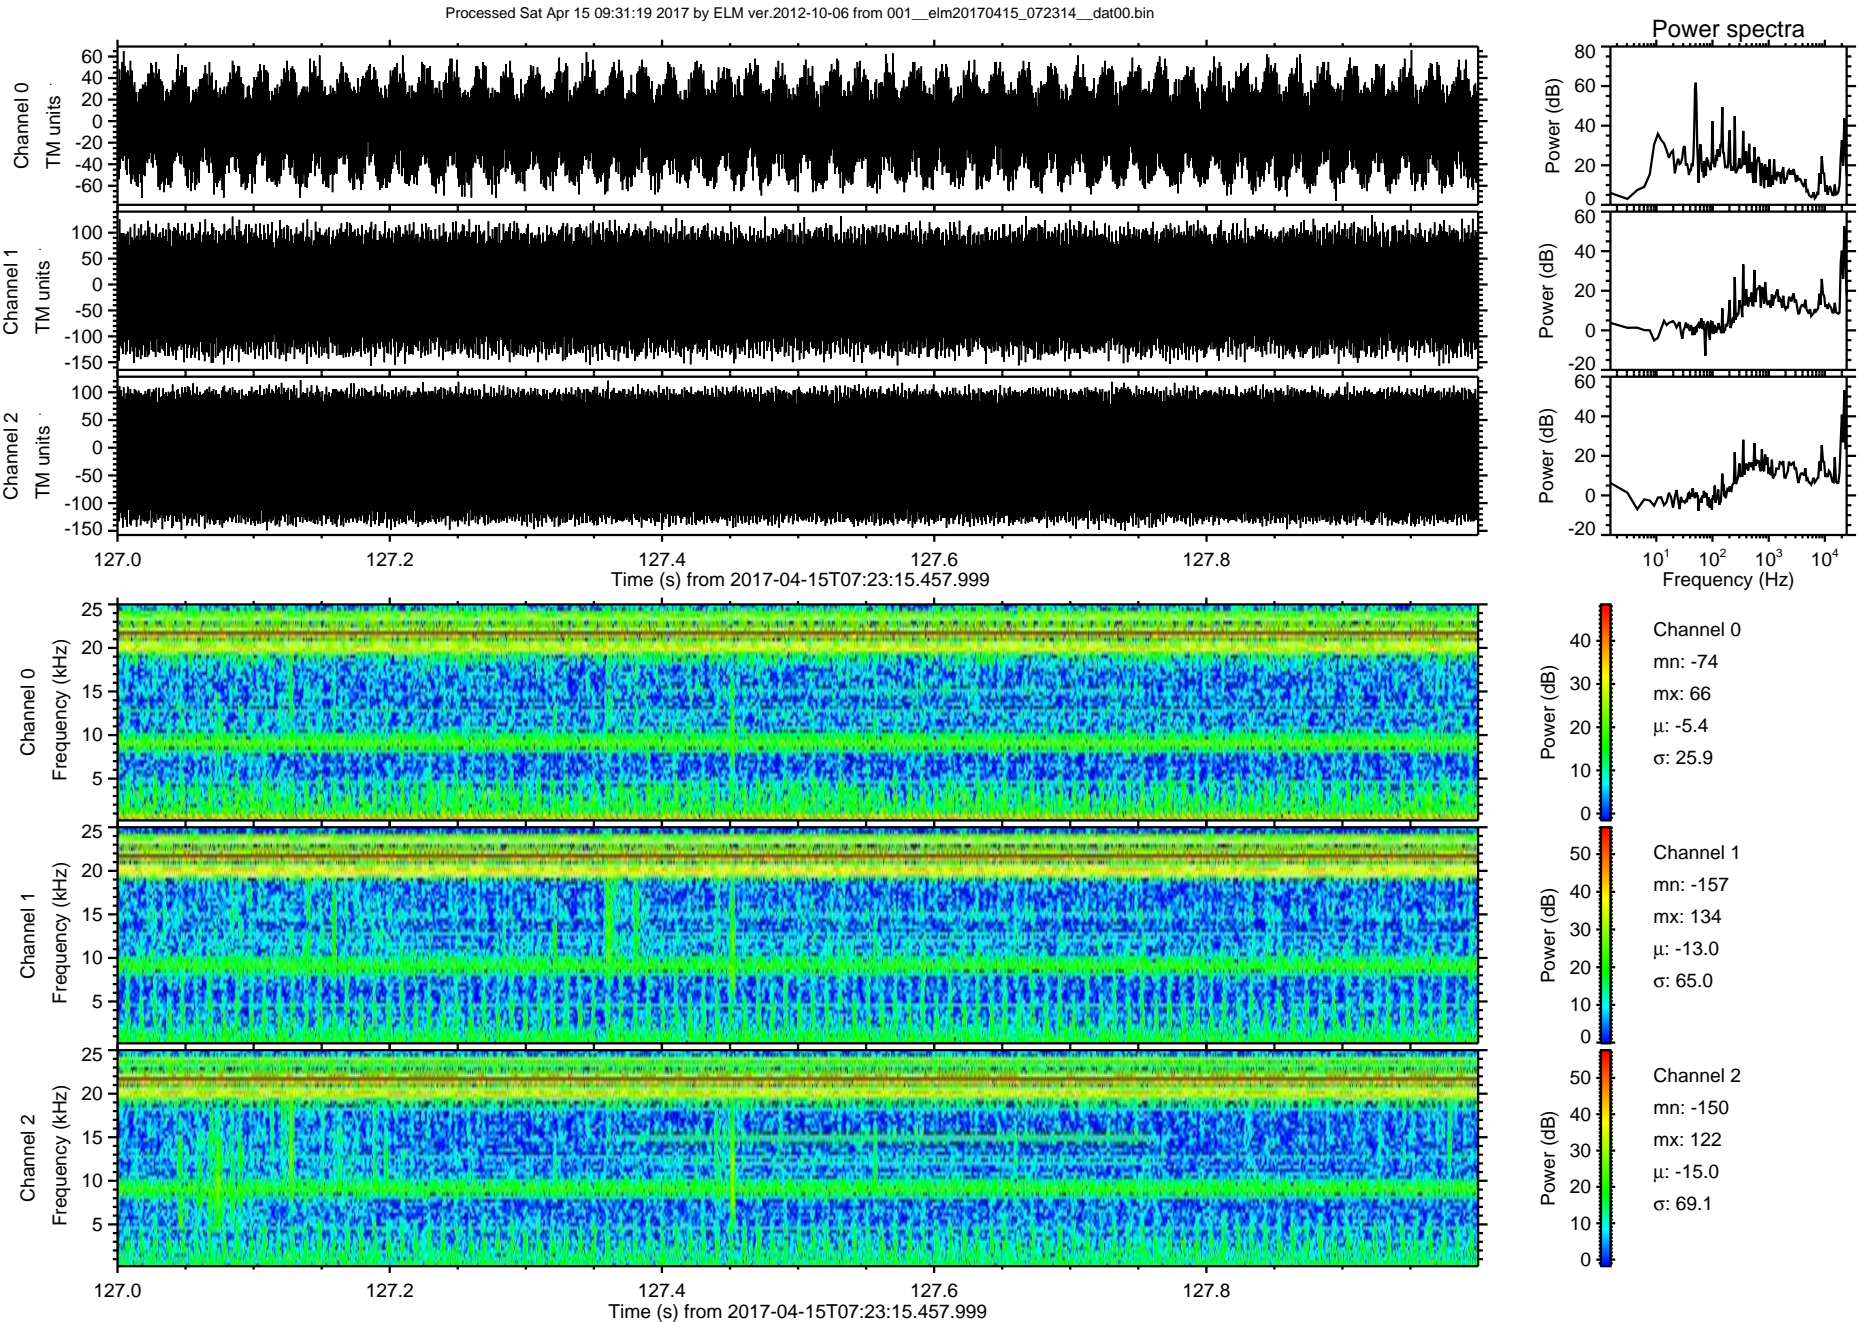 Processed Sat Apr 15 09:31:19 2017 by ELM ver.2012-10-06 from 001__elm20170415_072314__dat00.bin
Power spectra
Channel 0
TM units
60
40
20
0
-20
-40
-60
Power (dB)
80
60
40
20
0
Channel 1
TM units
100
50
0
-50
-100
-150
Power (dB)
60
40
20
0
-20
Channel 2
TM units
100
50
0
-50
-100
-150
Power (dB)
60
40
20
0
-20
127.0 127.2 127.4 127.6 127.8
Time (s) from 2017-04-15T07:23:15.457.999
10¹ 10² 10³ 10⁴
Frequency (Hz)
Channel 0
Frequency (kHz)
25
20
15
10
5
Power (dB)
40
30
20
10
0
Channel 0
mn: -74
mx: 66
μ: -5.4
σ: 25.9
Channel 1
Frequency (kHz)
25
20
15
10
5
Power (dB)
50
40
30
20
10
0
Channel 1
mn: -157
mx: 134
μ: -13.0
σ: 65.0
Channel 2
Frequency (kHz)
25
20
15
10
5
Power (dB)
50
40
30
20
10
0
Channel 2
mn: -150
mx: 122
μ: -15.0
σ: 69.1
127.0 127.2 127.4 127.6 127.8
Time (s) from 2017-04-15T07:23:15.457.999